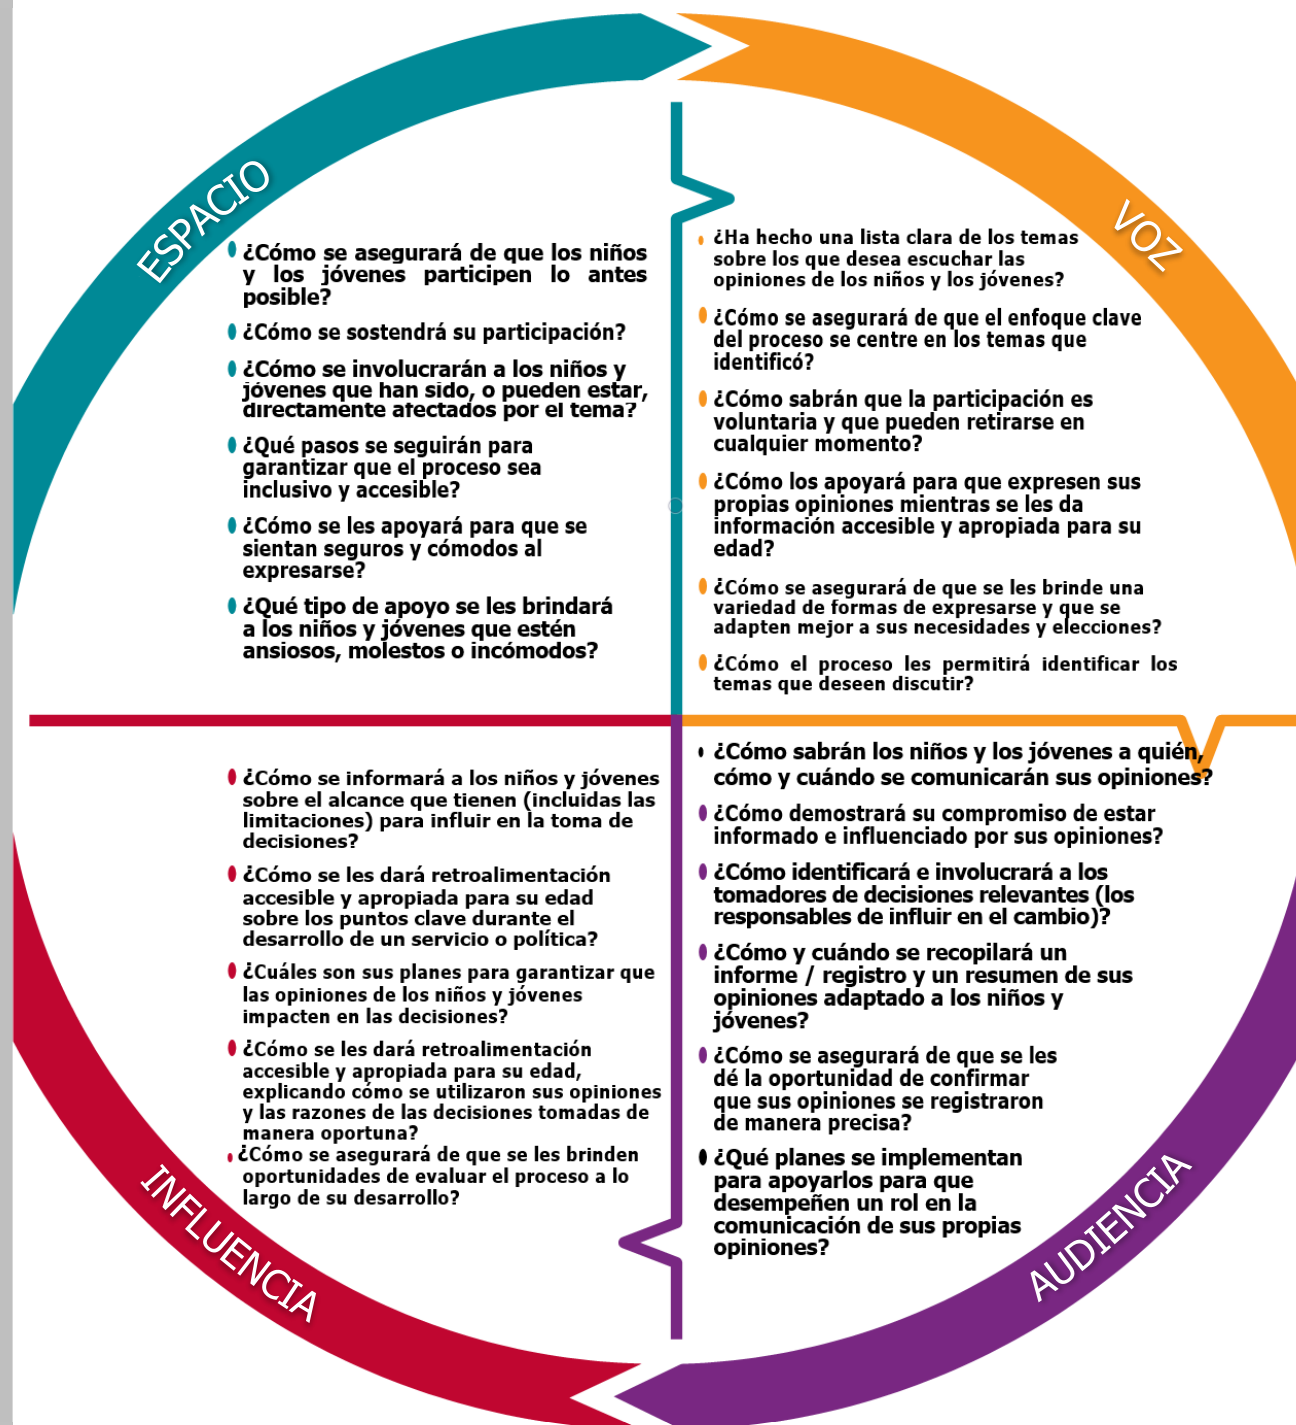 ESPACIO
¿Cómo se asegurará de que los niños
y los jóvenes participen lo antes
posible?
¿Cómo se sostendrá su participación?
¿Cómo se involucrarán a los niños y
jóvenes que han sido, o pueden estar,
directamente afectados por el tema?
¿Qué pasos se seguirán para
garantizar que el proceso sea
inclusivo y accesible?
¿Cómo se les apoyará para que se
sientan seguros y cómodos al
expresarse?
¿Qué tipo de apoyo se les brindará
a los niños y jóvenes que estén
ansiosos, molestos o incómodos?
VOZ
¿Ha hecho una lista clara de los temas
sobre los que desea escuchar las
opiniones de los niños y los jóvenes?
¿Cómo se asegurará de que el enfoque clave
del proceso se centre en los temas que
identificó?
¿Cómo sabrán que la participación es
voluntaria y que pueden retirarse en
cualquier momento?
¿Cómo los apoyará para que expresen sus
propias opiniones mientras se les da
información accesible y apropiada para su
edad?
¿Cómo se asegurará de que se les brinde una
variedad de formas de expresarse y que se
adapten mejor a sus necesidades y elecciones?
¿Cómo el proceso les permitirá identificar los
temas que deseen discutir?
¿Cómo sabrán los niños y los jóvenes a quién,
cómo y cuándo se comunicarán sus opiniones?
¿Cómo demostrará su compromiso de estar
informado e influenciado por sus opiniones?
¿Cómo identificará e involucrará a los
tomadores de decisiones relevantes (los
responsables de influir en el cambio)?
¿Cómo y cuándo se recopilará un
informe / registro y un resumen de sus
opiniones adaptado a los niños y
jóvenes?
¿Cómo se asegurará de que se les
dé la oportunidad de confirmar
que sus opiniones se registraron
de manera precisa?
¿Qué planes se implementan
para apoyarlos para que
desempeñen un rol en la
comunicación de sus propias
opiniones?
AUDIENCIA
¿Cómo se informará a los niños y jóvenes
sobre el alcance que tienen (incluidas las
limitaciones) para influir en la toma de
decisiones?
¿Cómo se les dará retroalimentación
accesible y apropiada para su edad
sobre los puntos clave durante el
desarrollo de un servicio o política?
¿Cuáles son sus planes para garantizar que
las opiniones de los niños y jóvenes
impacten en las decisiones?
¿Cómo se les dará retroalimentación
accesible y apropiada para su edad,
explicando cómo se utilizaron sus opiniones
y las razones de las decisiones tomadas de
manera oportuna?
¿Cómo se asegurará de que se les brinden
oportunidades de evaluar el proceso a lo
largo de su desarrollo?
INFLUENCIA